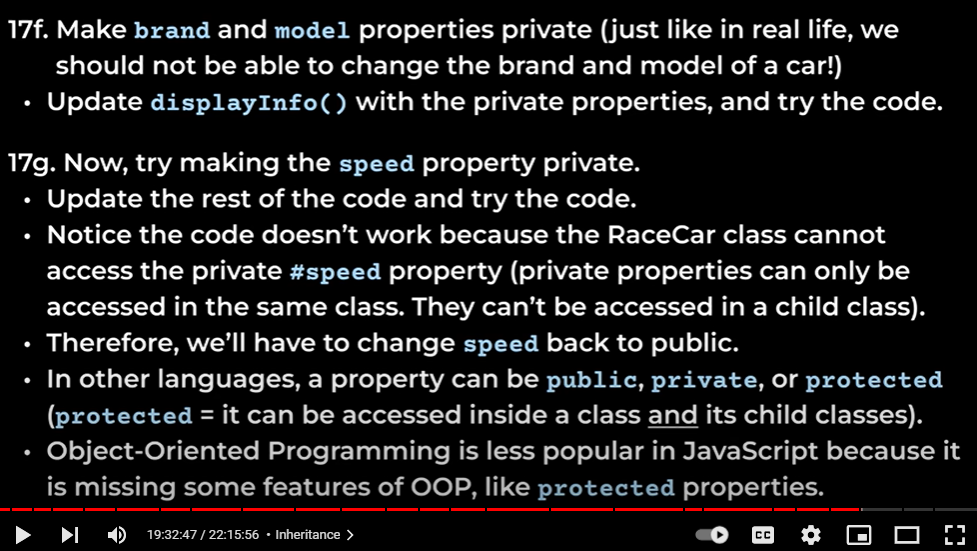 17f. Make brand and model properties private (just like in real life, we
should not be able to change the brand and model of a car!)
• Update displayInfo() with the private properties, and try the code.
17g. Now, try making the speed property private.
• Update the rest of the code and try the code.
• Notice the code doesn't work because the RaceCar class cannot
access the private #speed property (private properties can only be
accessed in the same class. They can't be accessed in a child class).
• Therefore, we'll have to change speed back to public.
• In other languages, a property can be public, private, or protected
(protected = it can be accessed inside a class and its child classes).
• Object-Oriented Programming is less popular in JavaScript because it
is missing some features of OOP, like protected properties.
19:32:47 / 22:15:56 • Inheritance >
CC